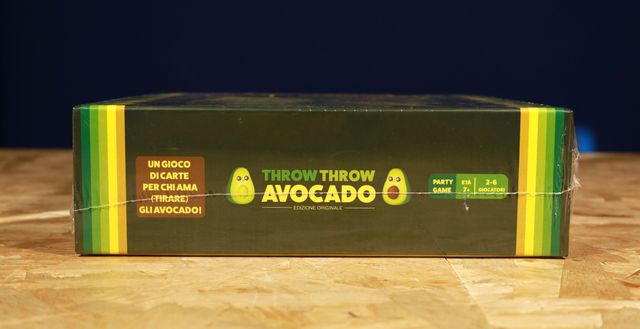 UN GIOCO
DI CARTE
PER CHI AMA
(TIRARE)
GLI AVOCADO!
THROW THROW
AVOCADO
EDIZIONE ORIGINALE
PARTY
GAME
ETÀ
7+
2-6
GIOCATORI